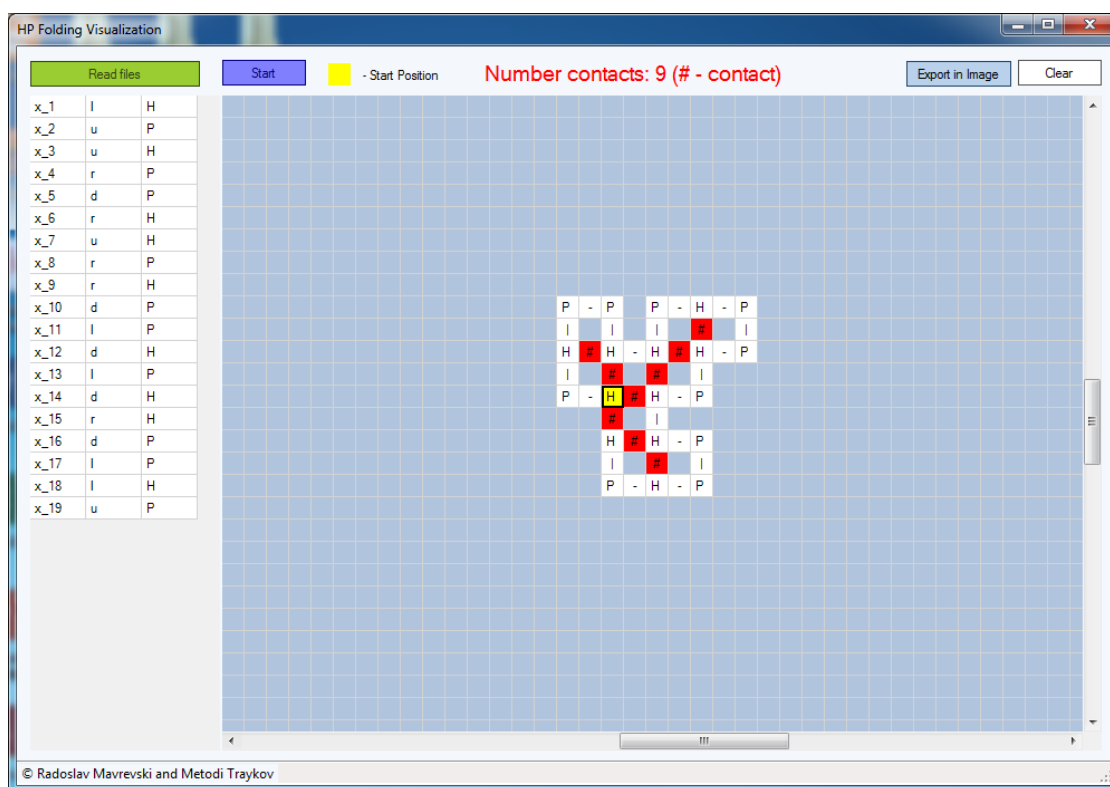 HP Folding Visualization
Read files
Start
- Start Position
Number contacts: 9 (# - contact)
Export in Image
Clear
x_1 l H
x_2 u P
x_3 u H
x_4 r P
x_5 d P
x_6 r H
x_7 u H
x_8 r P
x_9 r H
x_10 d P
x_11 l P
x_12 d H
x_13 l P
x_14 d H
x_15 r H
x_16 d P
x_17 l P
x_18 l H
x_19 u P
P - P P - H - P
| | | # |
H # H - H # H - P
| # # |
P - H # H - P
# |
H # H - P
| # |
P - H - P
© Radoslav Mavrevski and Metodi Traykov